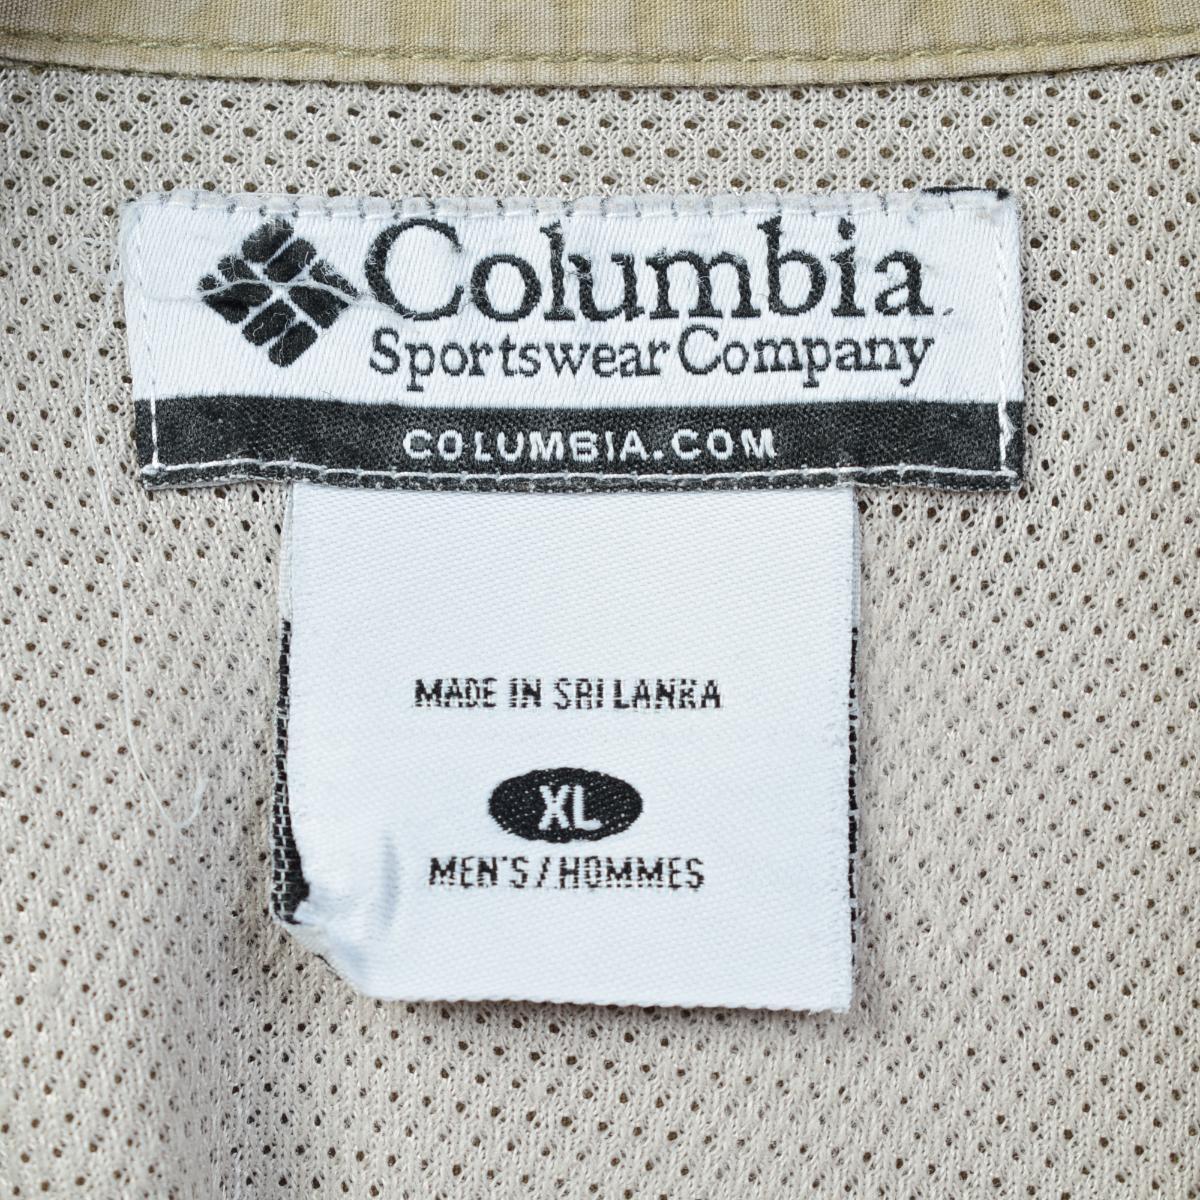 Columbia
Sportswear Company
COLUMBIA.COM
MADE IN SRI LANKA
XL
MEN'S/HOMMES